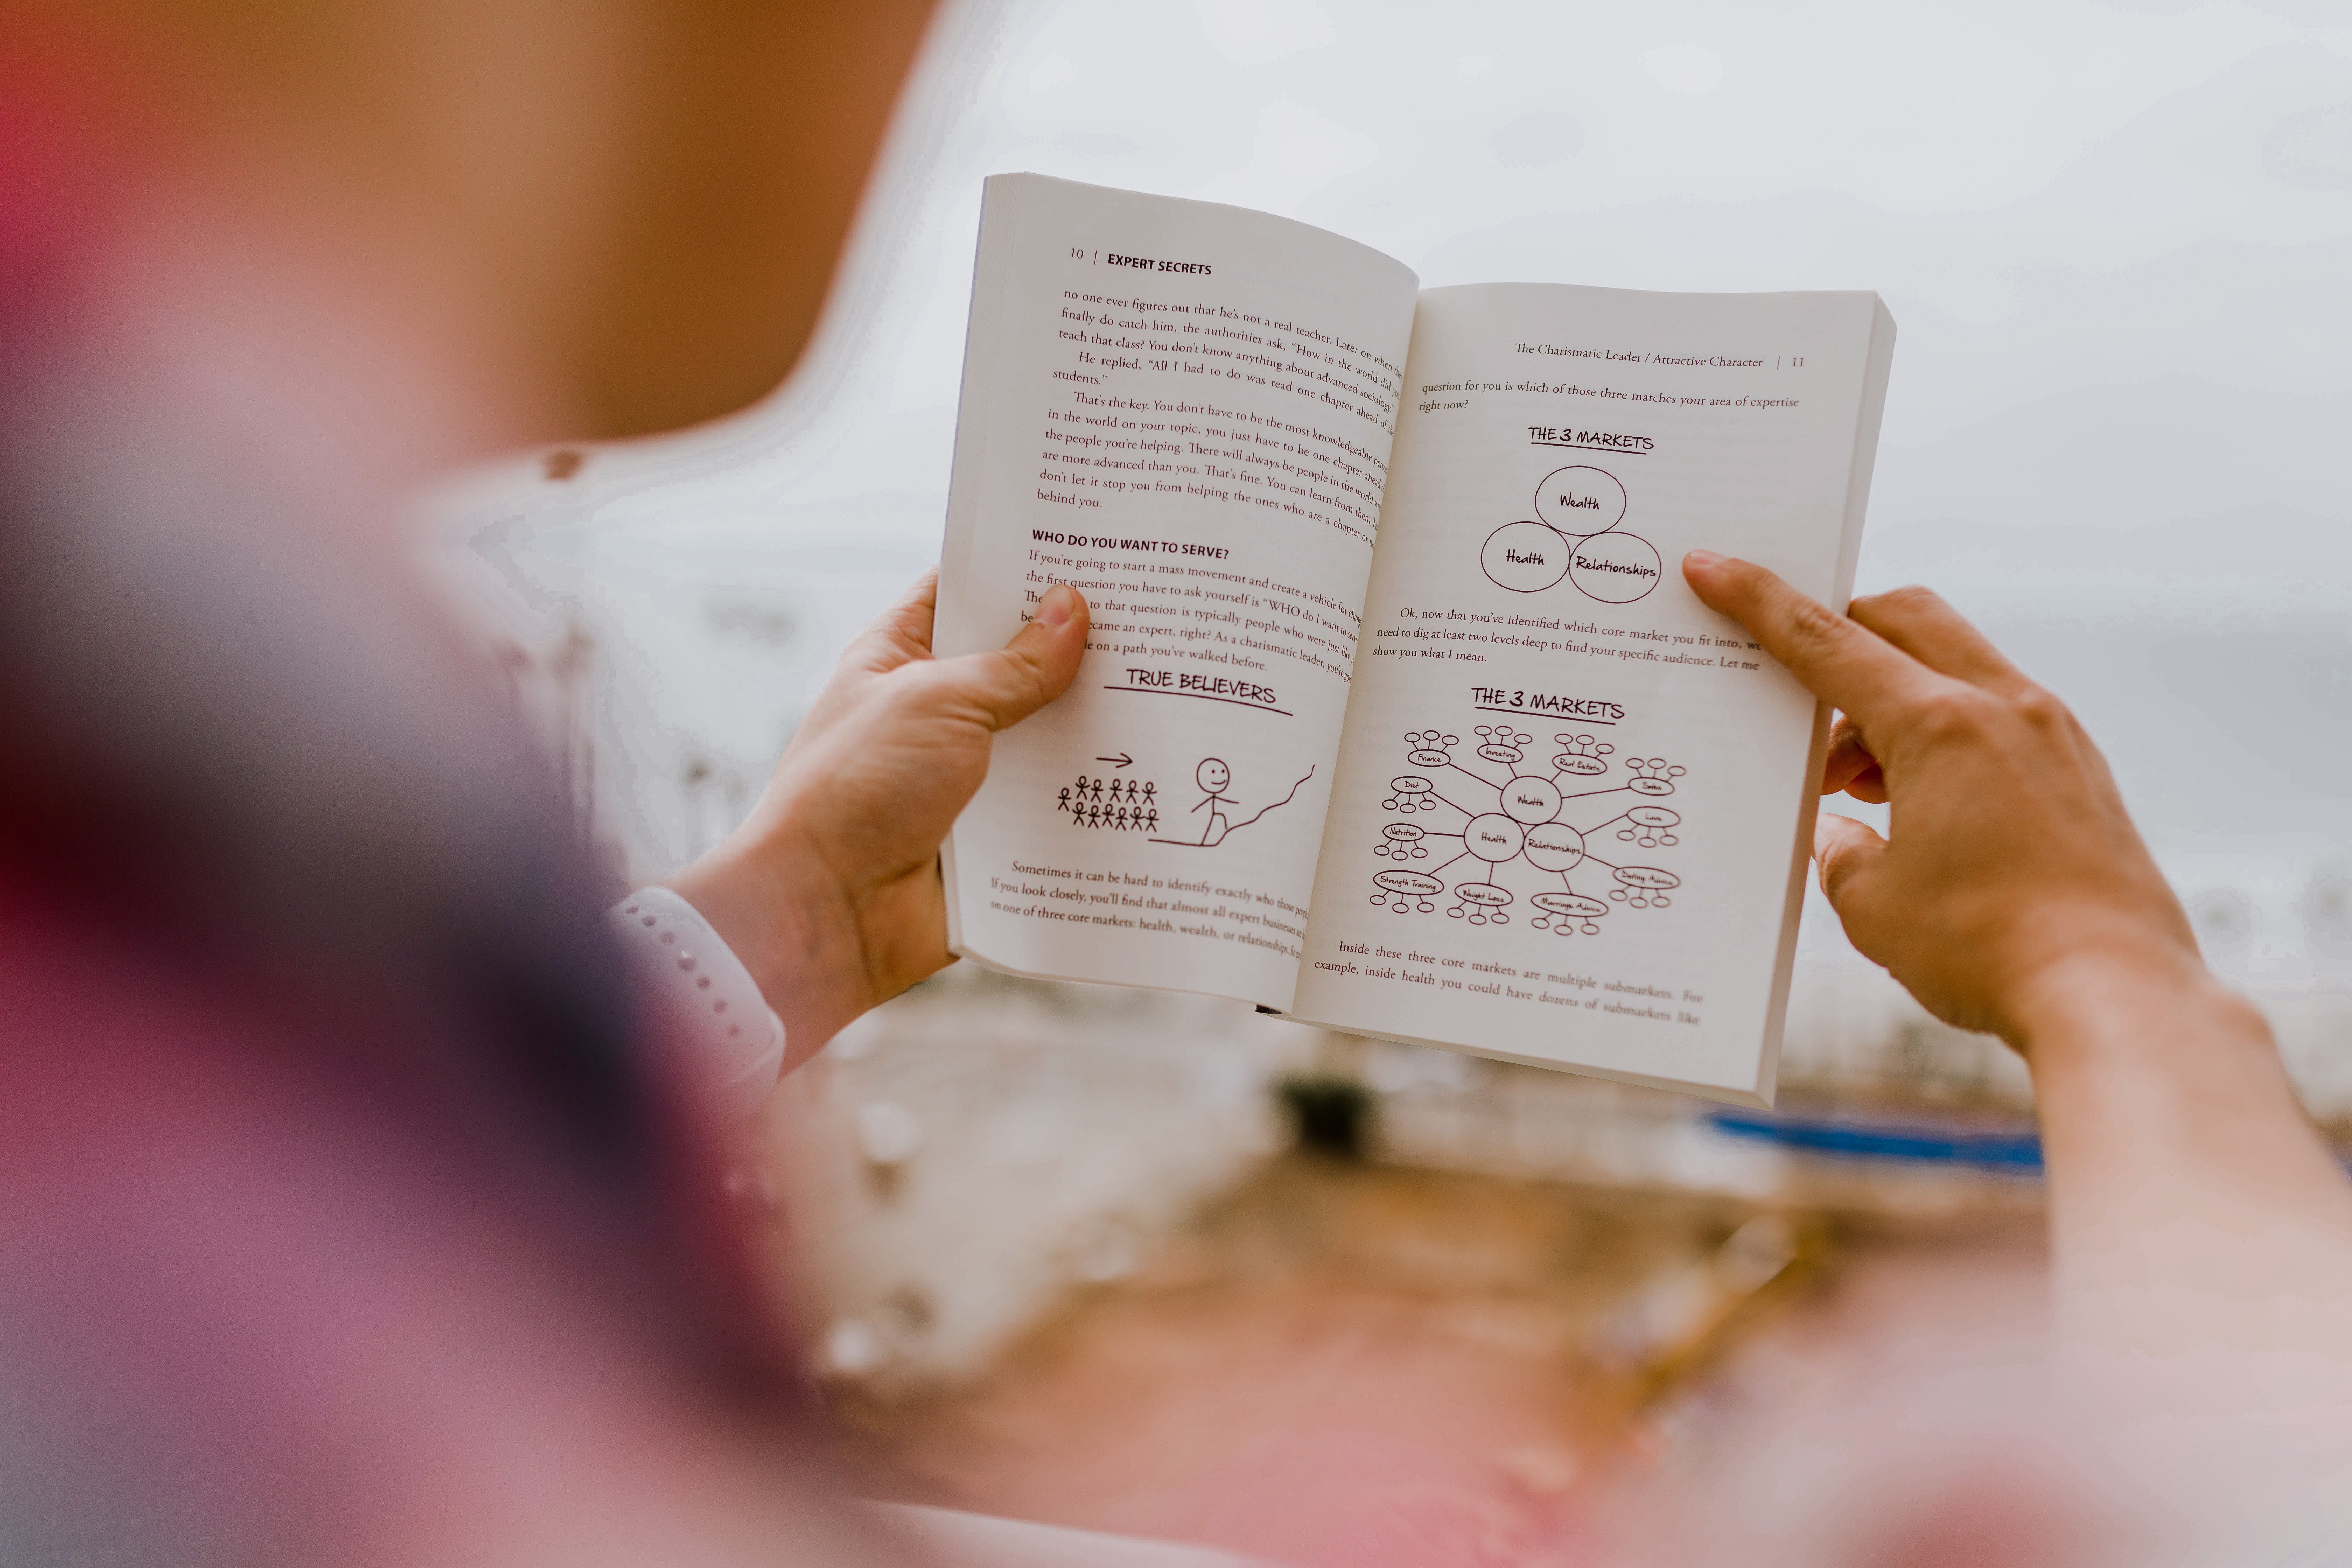 10 | EXPERT SECRETS
no one ever figures out that he's not a real teacher. Later on when
finally do catch him, the authorities ask, “How in the world did
teach that class? You don't know anything about advanced sociology.”
He replied, “All I had to do was read one chapter ahead of the
students.”
That's the key. You don't have to be the most knowledgeable
in the world on your topic, you just have to be one chapter ahead
the people you're helping. There will always be people in the world
are more advanced than you. That's fine. You can learn from them,
don't let it stop you from helping the ones who are a chapter or
behind you.
WHO DO YOU WANT TO SERVE?
If you're going to start a mass movement and create a vehicle for
the first question you have to ask yourself is “WHO do I want to
The to that question is typically people who were just like
became an expert, right? As a charismatic leader, you're
on a path you've walked before.
TRUE BELIEVERS
Sometimes it can be hard to identify exactly who those
If you look closely, you'll find that almost all expert businesses
on one of three core markets: health, wealth, or relationships. So
The Charismatic Leader / Attractive Character | 11
question for you is which of those three matches your area of expertise
right now?
THE 3 MARKETS
Wealth
Health
Relationships
Ok, now that you've identified which core market you fit into, we
need to dig at least two levels deep to find your specific audience. Let me
show you what I mean.
THE 3 MARKETS
Finance
Investing
Real Estate
Sales
Diet
Wealth
Love
Nutrition
Health
Relationships
Strength Training
Weight Loss
Marriage Advice
Dating Advice
Inside these three core markets are multiple submarkets. For
example, inside health you could have dozens of submarkets like